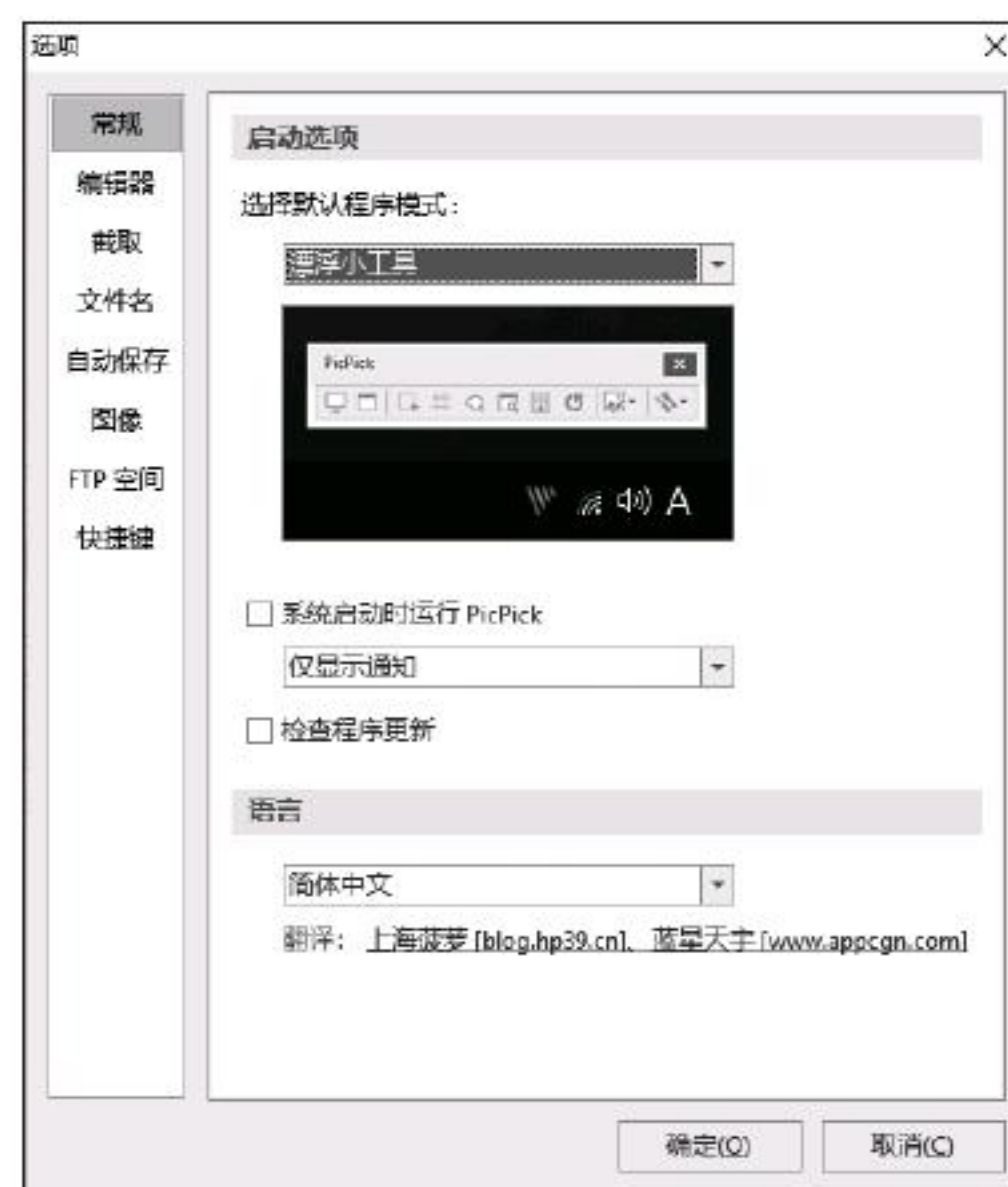 选项
常规
编辑器
截取
文件名
自动保存
图像
FTP 空间
快捷键
启动选项
选择默认程序模式：
漂浮小工具
PicPick
A
系统启动时运行 PicPick
仅显示通知
检查程序更新
语言
简体中文
翻译： 上海菠萝 [blog.hp39.cn]、蓝星天宇 [www.appcgn.com]
确定(O)
取消(C)